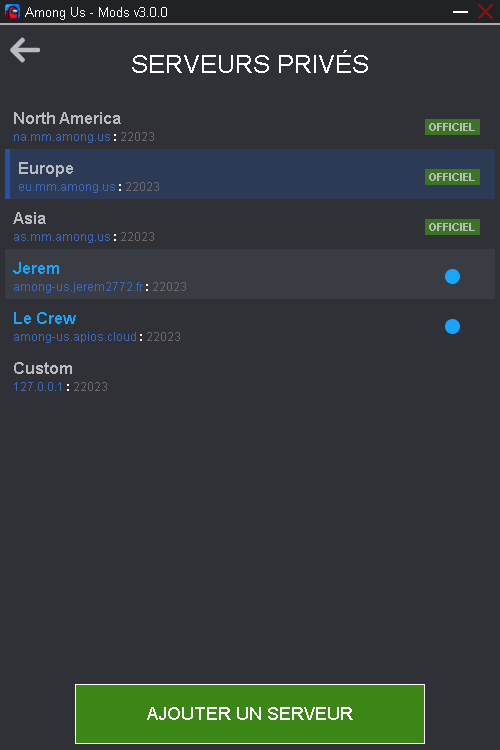 Among Us - Mods v3.0.0
SERVEURS PRIVÉS
North America
na.mm.among.us : 22023
OFFICIEL
Europe
eu.mm.among.us : 22023
OFFICIEL
Asia
as.mm.among.us : 22023
OFFICIEL
Jerem
among-us.jerem2772.fr : 22023
Le Crew
among-us.apios.cloud : 22023
Custom
127.0.0.1 : 22023
AJOUTER UN SERVEUR